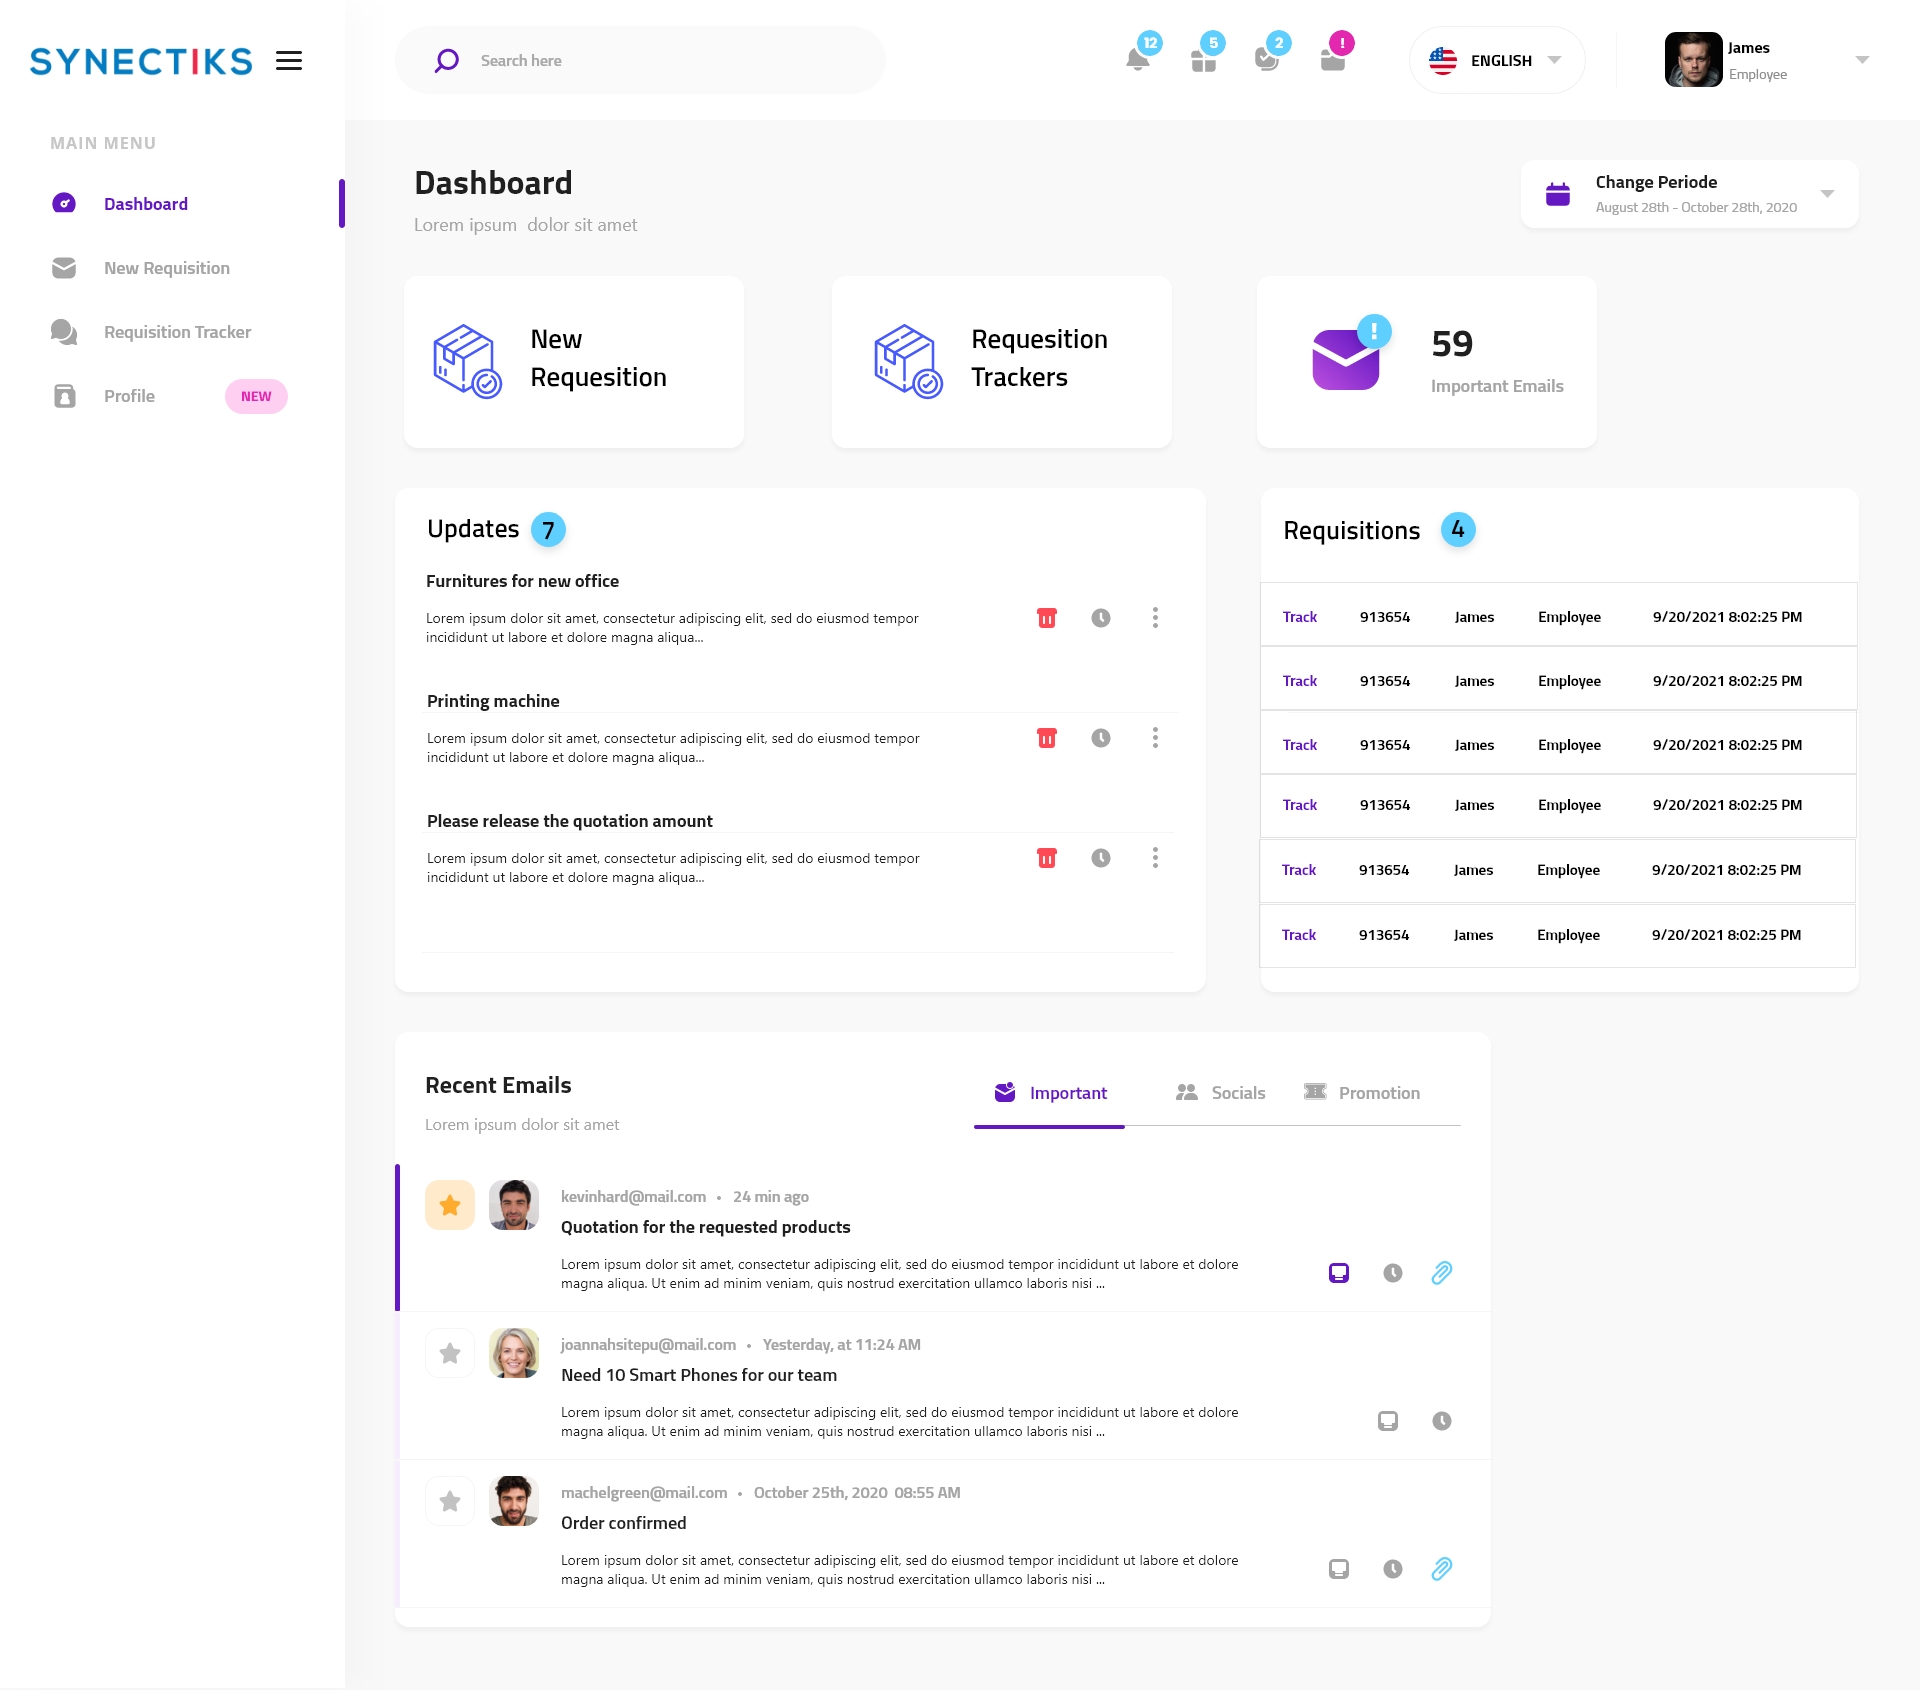 SYNECTIKS
Search here
12
5
2
!
ENGLISH
James
Employee
MAIN MENU
Dashboard
New Requisition
Requisition Tracker
Profile
NEW
Dashboard
Lorem ipsum dolor sit amet
Change Periode
August 28th - October 28th, 2020
New
Requesition
Requesition
Trackers
!
59
Important Emails
Updates 7
Furnitures for new office
Lorem ipsum dolor sit amet, consectetur adipiscing elit, sed do eiusmod tempor
incididunt ut labore et dolore magna aliqua...
Printing machine
Lorem ipsum dolor sit amet, consectetur adipiscing elit, sed do eiusmod tempor
incididunt ut labore et dolore magna aliqua...
Please release the quotation amount
Lorem ipsum dolor sit amet, consectetur adipiscing elit, sed do eiusmod tempor
incididunt ut labore et dolore magna aliqua...
Requisitions 4
Track 913654 James Employee 9/20/2021 8:02:25 PM
Track 913654 James Employee 9/20/2021 8:02:25 PM
Track 913654 James Employee 9/20/2021 8:02:25 PM
Track 913654 James Employee 9/20/2021 8:02:25 PM
Track 913654 James Employee 9/20/2021 8:02:25 PM
Track 913654 James Employee 9/20/2021 8:02:25 PM
Recent Emails
Lorem ipsum dolor sit amet
Important
Socials
Promotion
kevinhard@mail.com • 24 min ago
Quotation for the requested products
Lorem ipsum dolor sit amet, consectetur adipiscing elit, sed do eiusmod tempor incididunt ut labore et dolore
magna aliqua. Ut enim ad minim veniam, quis nostrud exercitation ullamco laboris nisi ...
joannahsitepu@mail.com • Yesterday, at 11:24 AM
Need 10 Smart Phones for our team
Lorem ipsum dolor sit amet, consectetur adipiscing elit, sed do eiusmod tempor incididunt ut labore et dolore
magna aliqua. Ut enim ad minim veniam, quis nostrud exercitation ullamco laboris nisi ...
machelgreen@mail.com • October 25th, 2020 08:55 AM
Order confirmed
Lorem ipsum dolor sit amet, consectetur adipiscing elit, sed do eiusmod tempor incididunt ut labore et dolore
magna aliqua. Ut enim ad minim veniam, quis nostrud exercitation ullamco laboris nisi ...